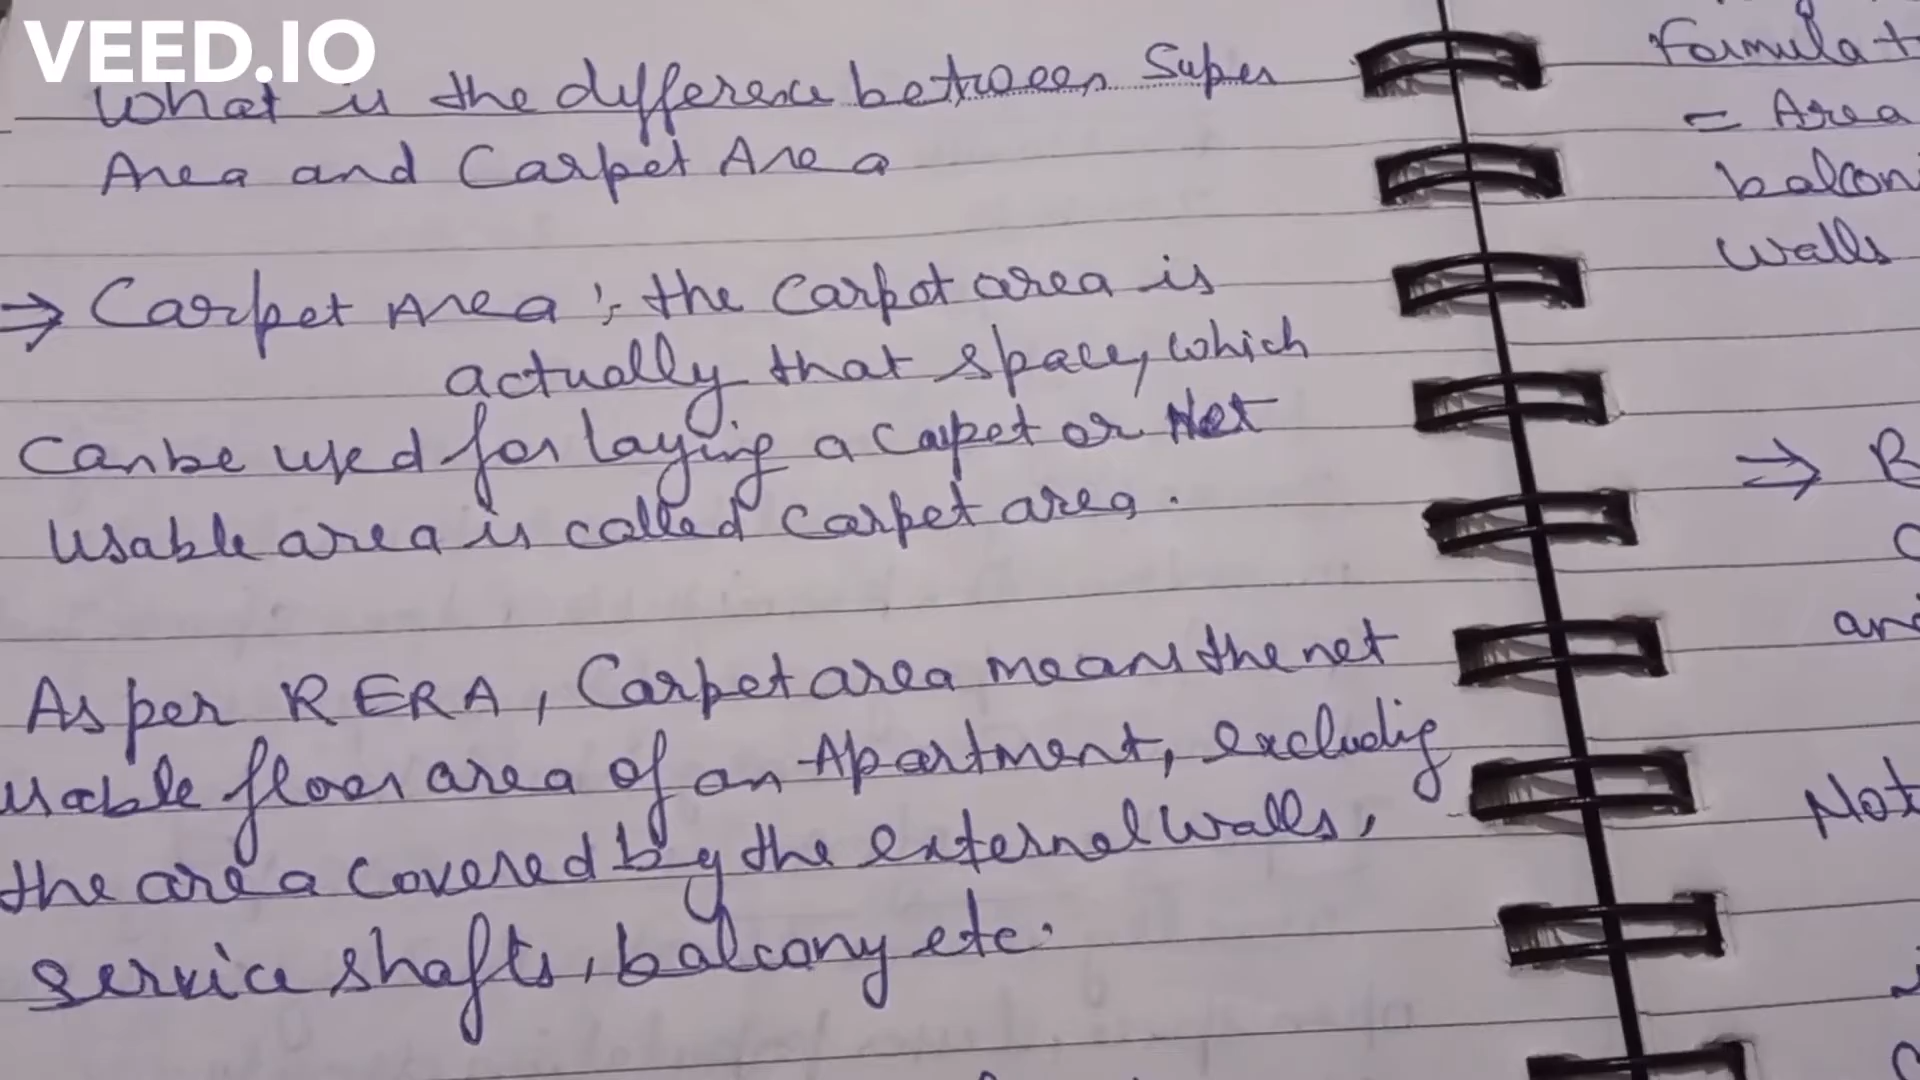 VEED.IO
What is the difference between Super
Area and Carpet Area
⇒ Carpet Area :- the Carpet area is
actually that space, which
can be used for laying a carpet or Net
Usable area is called carpet area.
As per RERA, Carpet area means the net
usable floor area of an Apartment, excluding
the area covered by the external walls,
service shafts, balcony etc.
Formula
= Area
balcon
walls
⇒ B
and
Not